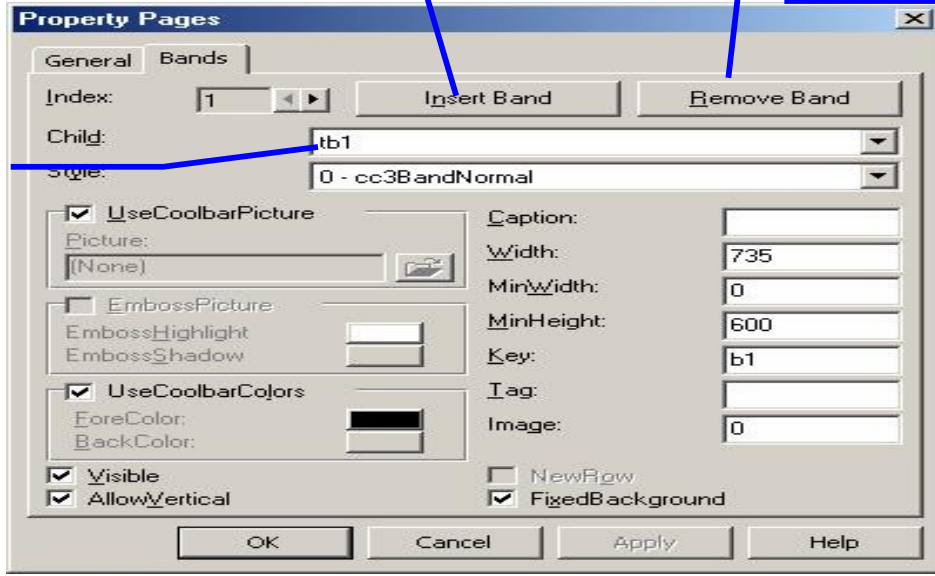 Property Pages
General Bands
Index: 1 Insert Band Remove Band
Child: tb1
Style: 0 - cc3BandNormal
UseCoolbarPicture
Picture:
(None)
EmbossPicture
EmbossHighlight
EmbossShadow
UseCoolbarColors
ForeColor:
BackColor:
Visible
AllowVertical
Caption:
Width: 735
MinWidth: 0
MinHeight: 600
Key: b1
Tag:
Image: 0
NewRow
FixedBackground
OK Cancel Apply Help